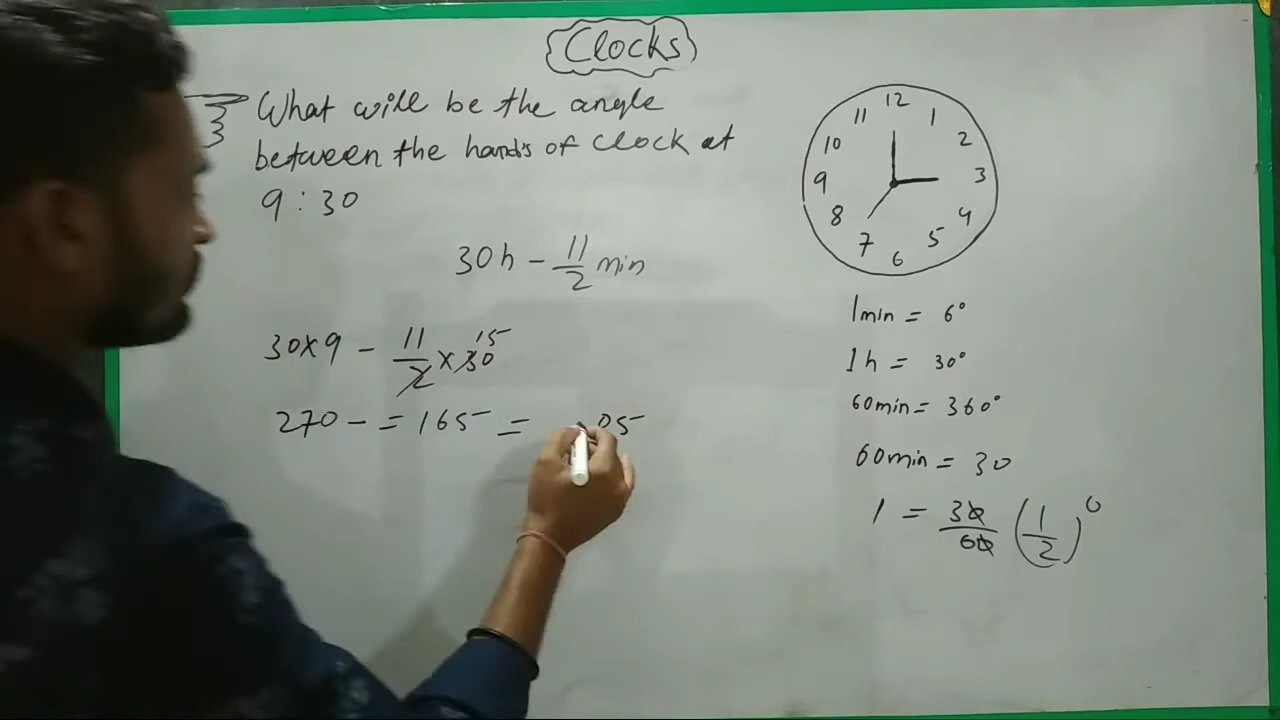 Clocks
3 What will be the angle
between the hands of clock at
9 : 30
30h - 11/2 min
30×9 - 11/2 × 30 15
270 - = 165 = 05
12
11 1
10 2
9 3
8 4
7 5
6
1min = 6°
1h = 30°
60min = 360°
60min = 30
1 = 30/60 (1/2)°